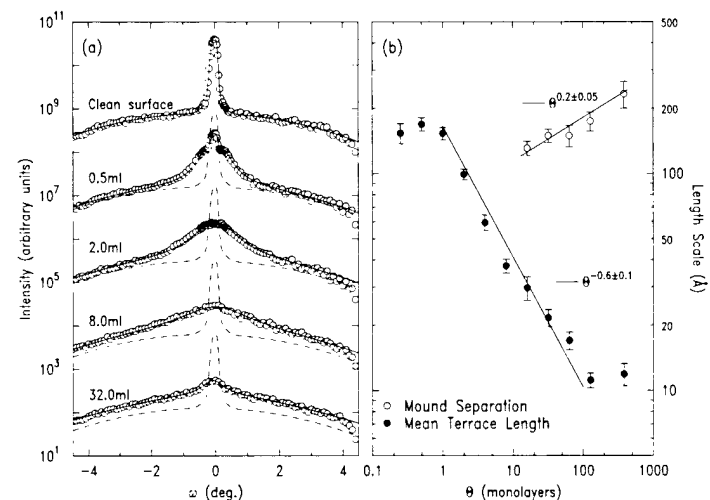 (a)
10^11
10^9
10^7
10^5
10^3
10^1
Intensity (arbitrary units)
Clean surface
0.5ml
2.0ml
8.0ml
32.0ml
-4 -2 0 2 4
ω (deg.)
(b)
Θ^0.2±0.05
Θ^-0.6±0.1
○ Mound Separation
● Mean Terrace Length
500
200
100
50
20
10
Length Scale (Å)
0.1 1 10 100 1000
Θ (monolayers)